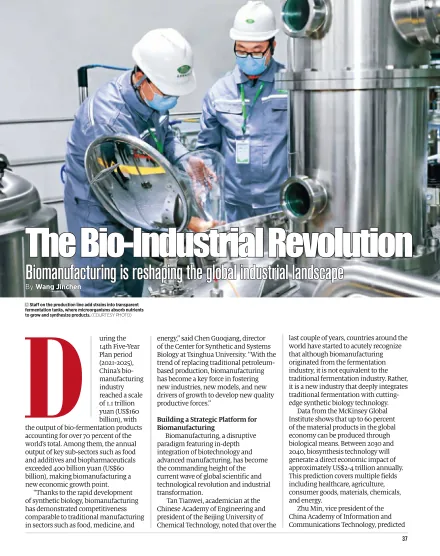 The Bio-Industrial Revolution
Biomanufacturing is reshaping the global industrial landscape
By Wang Jinchen
Staff on the production line add strains into transparent
fermentation tanks, where microorganisms absorb nutrients
to grow and synthesize products. (COURTESY PHOTO)
During the
14th Five-Year
Plan period
(2021-2025),
China's bio-
manufacturing
industry
reached a scale
of 1.1 trillion
yuan (US$160
billion), with
the output of bio-fermentation products
accounting for over 70 percent of the
world's total. Among them, the annual
output of key sub-sectors such as food
and additives and biopharmaceuticals
exceeded 400 billion yuan (US$60
billion), making biomanufacturing a
new economic growth point.
"Thanks to the rapid development
of synthetic biology, biomanufacturing
has demonstrated competitiveness
comparable to traditional manufacturing
in sectors such as food, medicine, and
energy," said Chen Guoqiang, director
of the Center for Synthetic and Systems
Biology at Tsinghua University. "With the
trend of replacing traditional petroleum-
based production, biomanufacturing
has become a key force in fostering
new industries, new models, and new
drivers of growth to develop new quality
productive forces."
Building a Strategic Platform for
Biomanufacturing
Biomanufacturing, a disruptive
paradigm featuring in-depth
integration of biotechnology and
advanced manufacturing, has become
the commanding height of the
current wave of global scientific and
technological revolution and industrial
transformation.
Tan Tianwei, academician at the
Chinese Academy of Engineering and
president of the Beijing University of
Chemical Technology, noted that over the
last couple of years, countries around the
world have started to acutely recognize
that although biomanufacturing
originated from the fermentation
industry, it is not equivalent to the
traditional fermentation industry. Rather,
it is a new industry that deeply integrates
traditional fermentation with cutting-
edge synthetic biology technology.
Data from the McKinsey Global
Institute shows that up to 60 percent
of the material products in the global
economy can be produced through
biological means. Between 2030 and
2040, biosynthesis technology will
generate a direct economic impact of
approximately US$2-4 trillion annually.
This prediction covers multiple fields
including healthcare, agriculture,
consumer goods, materials, chemicals,
and energy.
Zhu Min, vice president of the
China Academy of Information and
Communications Technology, predicted
37